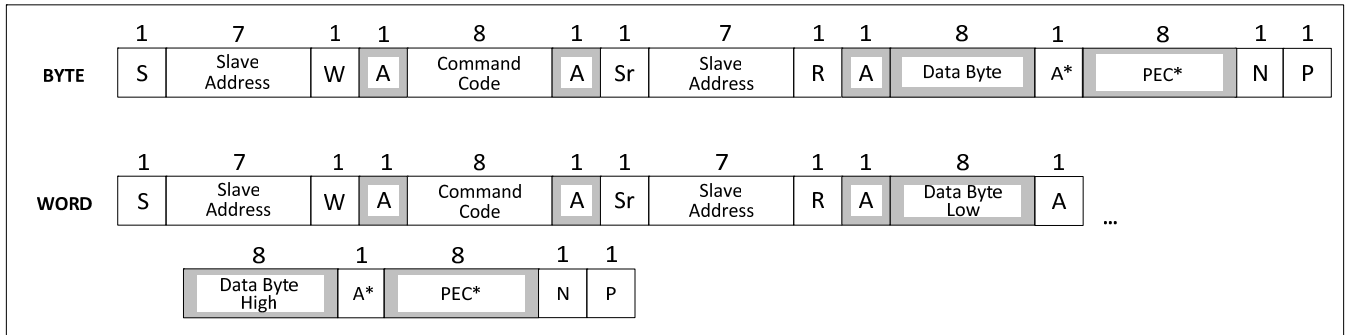 1 7 1 1 8 1 1 7 1 1 8 1 8 1 1
BYTE S Slave Address W A Command Code A Sr Slave Address R A Data Byte A* PEC* N P
1 7 1 1 8 1 1 7 1 1 8 1
WORD S Slave Address W A Command Code A Sr Slave Address R A Data Byte Low A ...
8 1 8 1 1
Data Byte High A* PEC* N P